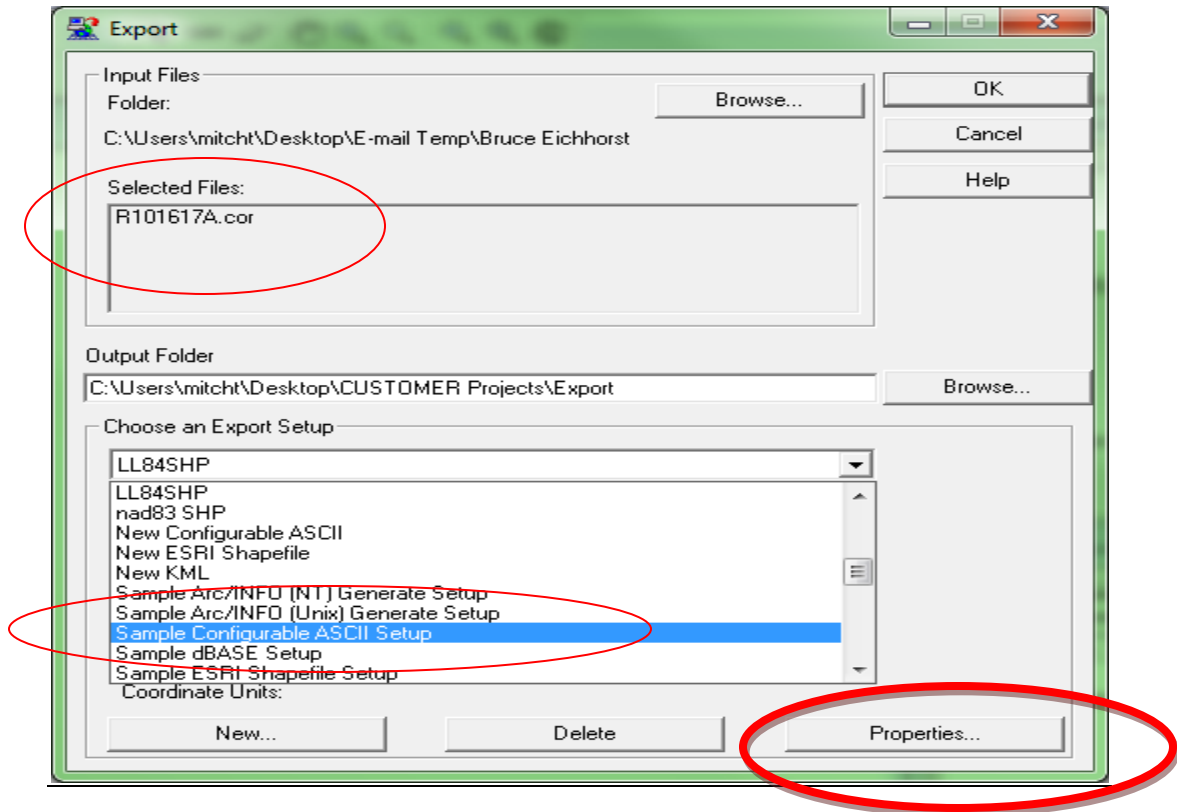 Export
Input Files
Folder:
Browse...
OK
C:\Users\mitcht\Desktop\E-mail Temp\Bruce Eichhorst
Cancel
Help
Selected Files:
R101617A.cor
Output Folder
C:\Users\mitcht\Desktop\CUSTOMER Projects\Export
Browse...
Choose an Export Setup
LL84SHP
LL84SHP
nad83 SHP
New Configurable ASCII
New ESRI Shapefile
New KML
Sample Arc/INFO (NT) Generate Setup
Sample Arc/INFO (Unix) Generate Setup
Sample Configurable ASCII Setup
Sample dBASE Setup
Sample ESRI Shapefile Setup
Coordinate Units:
New...
Delete
Properties...